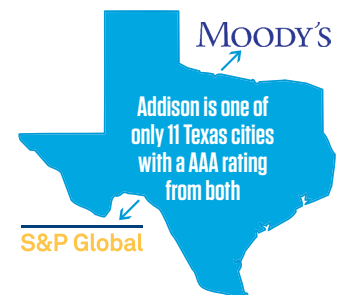 MOODY'S
Addison is one of
only 11 Texas cities
with a AAA rating
from both
S&P Global